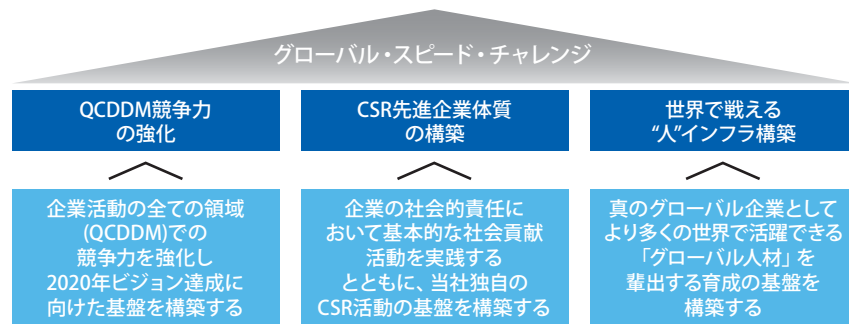 グローバル・スピード・チャレンジ
QCDDM競争力
の強化
CSR先進企業体質
の構築
世界で戦える
“人”インフラ構築
企業活動の全ての領域
(QCDDM)での
競争力を強化し
2020年ビジョン達成に
向けた基盤を構築する
企業の社会的責任に
おいて基本的な社会貢献
活動を実践する
とともに、当社独自の
CSR活動の基盤を構築する
真のグローバル企業として
より多くの世界で活躍できる
「グローバル人材」を
輩出する育成の基盤を
構築する